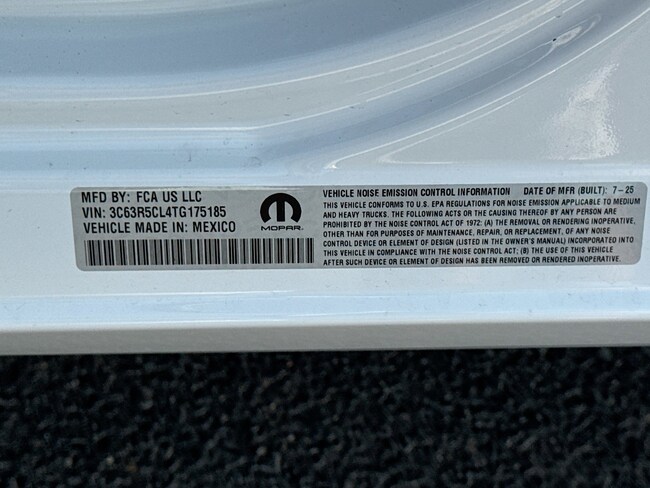 MFD BY: FCA US LLC
VIN: 3C63R5CL4TG175185
VEHICLE MADE IN: MEXICO
MOPAR.
VEHICLE NOISE EMISSION CONTROL INFORMATION DATE OF MFR (BUILT): 7-25
THIS VEHICLE CONFORMS TO U.S. EPA REGULATIONS FOR NOISE EMISSION APPLICABLE TO MEDIUM
AND HEAVY TRUCKS. THE FOLLOWING ACTS OR THE CAUSING THEREOF BY ANY PERSON ARE
PROHIBITED BY THE NOISE CONTROL ACT OF 1972: (A) THE REMOVAL OR RENDERING INOPERATIVE,
OTHER THAN FOR PURPOSES OF MAINTENANCE, REPAIR, OR REPLACEMENT, OF ANY NOISE
CONTROL DEVICE OR ELEMENT OF DESIGN (LISTED IN THE OWNER'S MANUAL) INCORPORATED INTO
THIS VEHICLE IN COMPLIANCE WITH THE NOISE CONTROL ACT; (B) THE USE OF THIS VEHICLE
AFTER SUCH DEVICE OR ELEMENT OF DESIGN HAS BEEN REMOVED OR RENDERED INOPERATIVE.